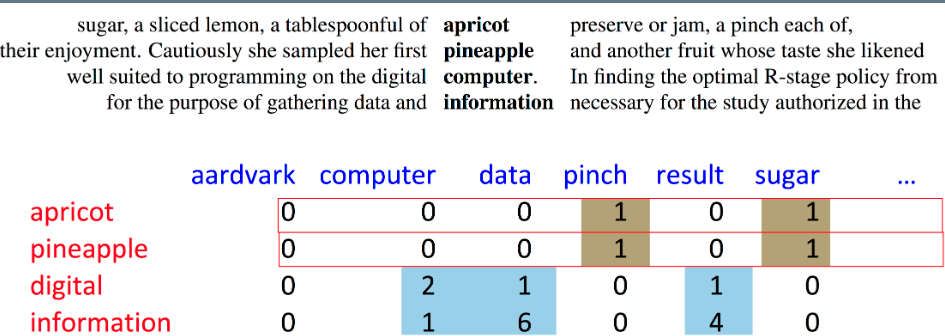 sugar, a sliced lemon, a tablespoonful of apricot preserve or jam, a pinch each of,
their enjoyment. Cautiously she sampled her first pineapple and another fruit whose taste she likened
well suited to programming on the digital computer. In finding the optimal R-stage policy from
for the purpose of gathering data and information necessary for the study authorized in the
aardvark computer data pinch result sugar ...
apricot 0 0 0 1 0 1
pineapple 0 0 0 1 0 1
digital 0 2 1 0 1 0
information 0 1 6 0 4 0